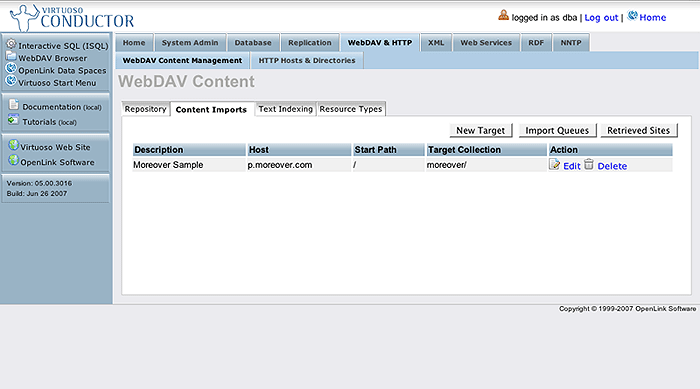 VIRTUOSO
CONDUCTOR
logged in as dba | Log out | Home
Interactive SQL (ISQL)
WebDAV Browser
OpenLink Data Spaces
Virtuoso Start Menu
Documentation (local)
Tutorials (local)
Virtuoso Web Site
OpenLink Software
Version: 05.00.3016
Build: Jun 26 2007
Home System Admin Database Replication WebDAV & HTTP XML Web Services RDF NNTP
WebDAV Content Management HTTP Hosts & Directories
WebDAV Content
Repository Content Imports Text Indexing Resource Types
New Target Import Queues Retrieved Sites
Description Host Start Path Target Collection Action
Moreover Sample p.moreover.com / moreover/ Edit Delete
Copyright © 1999-2007 OpenLink Software